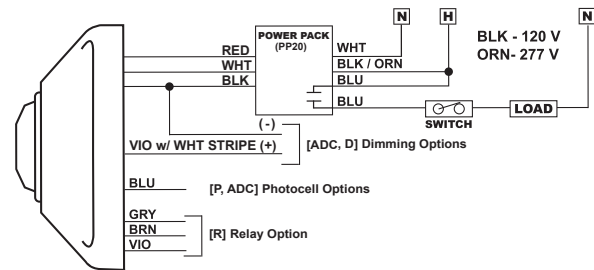 N
H
N
POWER PACK
(PP20)
BLK - 120 V
ORN- 277 V
RED
WHT
BLK
WHT
BLK / ORN
BLU
BLU
SWITCH
LOAD
(-)
VIO w/ WHT STRIPE (+)
[ADC, D] Dimming Options
BLU
[P, ADC] Photocell Options
GRY
BRN
VIO
[R] Relay Option